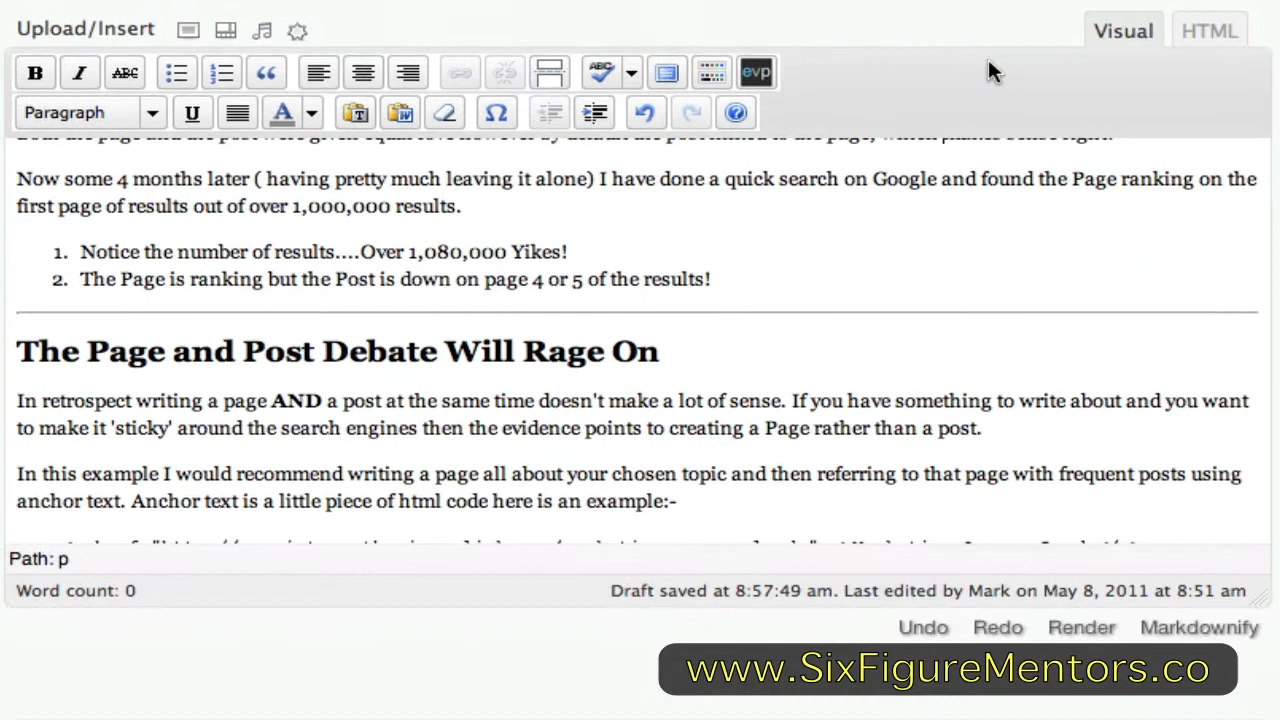 Upload/Insert
Visual
HTML
B I ABC
ABC
evp
Paragraph
U
A
T
W
Ω
Now some 4 months later ( having pretty much leaving it alone) I have done a quick search on Google and found the Page ranking on the
first page of results out of over 1,000,000 results.
1. Notice the number of results....Over 1,080,000 Yikes!
2. The Page is ranking but the Post is down on page 4 or 5 of the results!
The Page and Post Debate Will Rage On
In retrospect writing a page AND a post at the same time doesn't make a lot of sense. If you have something to write about and you want
to make it 'sticky' around the search engines then the evidence points to creating a Page rather than a post.
In this example I would recommend writing a page all about your chosen topic and then referring to that page with frequent posts using
anchor text. Anchor text is a little piece of html code here is an example:-
Path: p
Word count: 0
Draft saved at 8:57:49 am. Last edited by Mark on May 8, 2011 at 8:51 am
Undo Redo Render Markdownify
www.SixFigureMentors.co